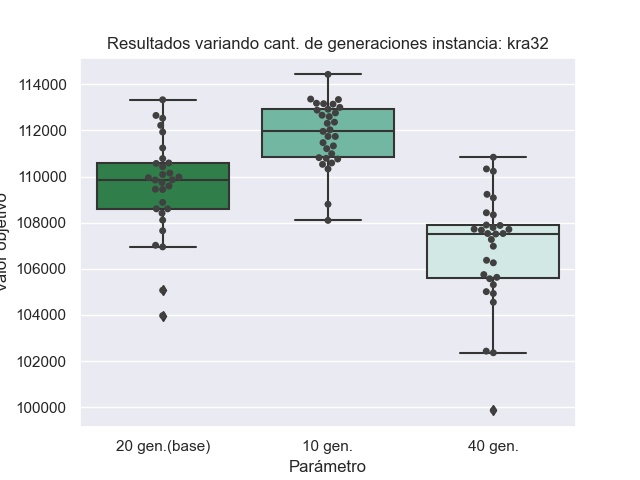 Resultados variando cant. de generaciones instancia: kra32
114000
112000
110000
108000
106000
104000
102000
100000
valor objetivo
20 gen.(base) 10 gen. 40 gen.
Parámetro